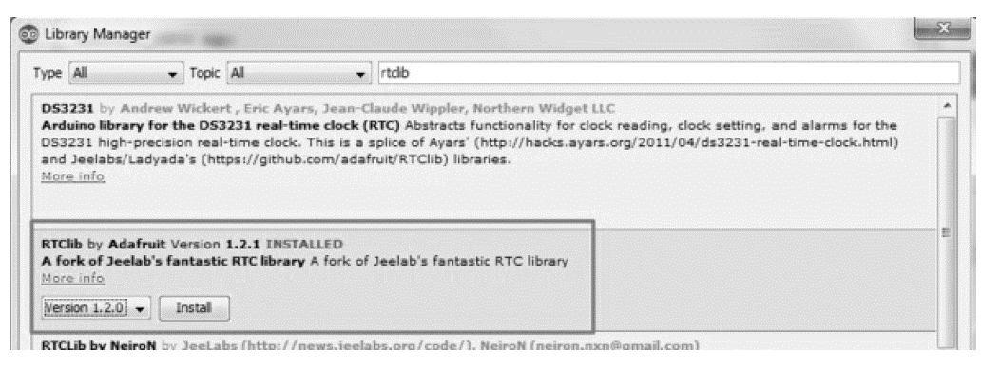 Library Manager
Type All Topic All rtclib
DS3231 by Andrew Wickert , Eric Ayars, Jean-Claude Wippler, Northern Widget LLC
Arduino library for the DS3231 real-time clock (RTC) Abstracts functionality for clock reading, clock setting, and alarms for the
DS3231 high-precision real-time clock. This is a splice of Ayars' (http://hacks.ayars.org/2011/04/ds3231-real-time-clock.html)
and Jeelabs/Ladyada's (https://github.com/adafruit/RTClib) libraries.
More info
RTClib by Adafruit Version 1.2.1 INSTALLED
A fork of Jeelab's fantastic RTC library A fork of Jeelab's fantastic RTC library
More info
Version 1.2.0 Install
RTCLib by NeiroN by JeeLabs (http://news.jeelabs.org/code/), NeiroN (neiron.nxn@gmail.com)